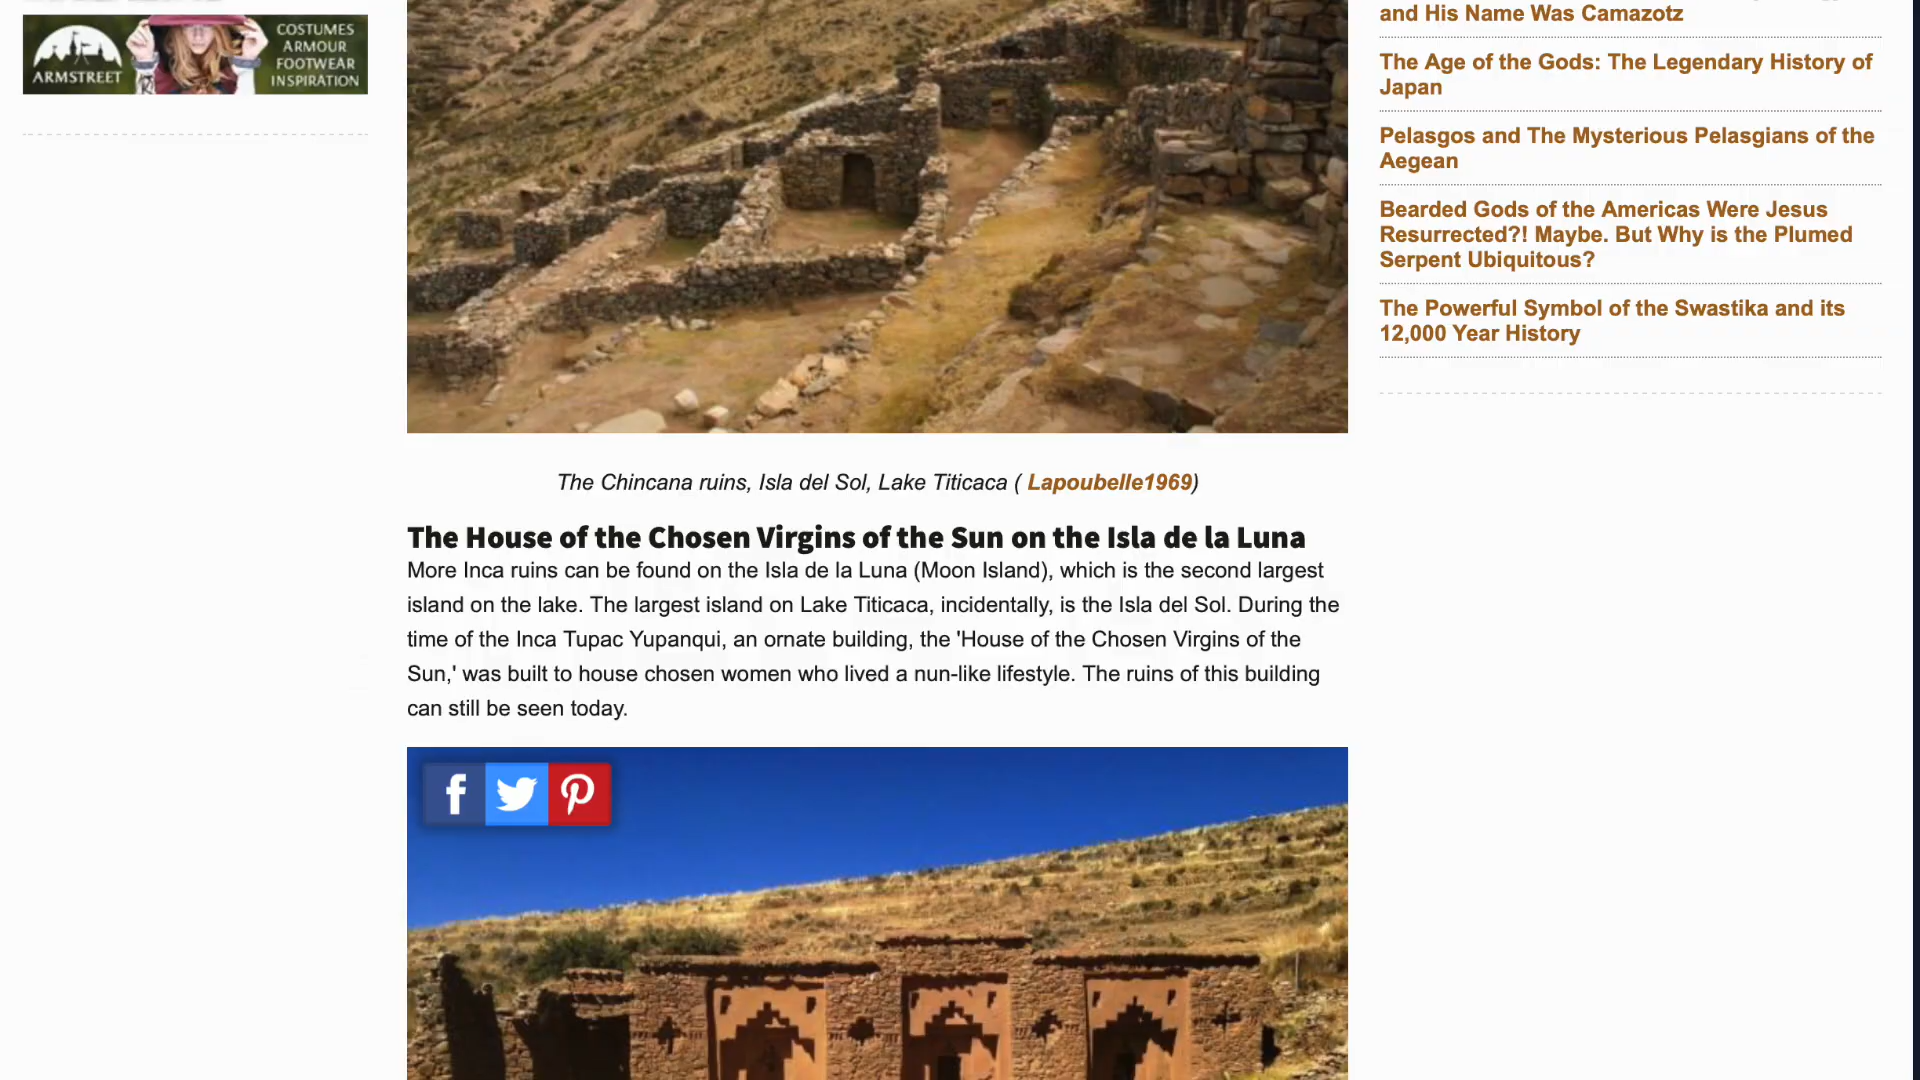 COSTUMES
ARMOUR
FOOTWEAR
INSPIRATION
ARMSTREET
The Chincana ruins, Isla del Sol, Lake Titicaca ( Lapoubelle1969)
The House of the Chosen Virgins of the Sun on the Isla de la Luna
More Inca ruins can be found on the Isla de la Luna (Moon Island), which is the second largest
island on the lake. The largest island on Lake Titicaca, incidentally, is the Isla del Sol. During the
time of the Inca Tupac Yupanqui, an ornate building, the 'House of the Chosen Virgins of the
Sun,' was built to house chosen women who lived a nun-like lifestyle. The ruins of this building
can still be seen today.
and His Name Was Camazotz
The Age of the Gods: The Legendary History of
Japan
Pelasgos and The Mysterious Pelasgians of the
Aegean
Bearded Gods of the Americas Were Jesus
Resurrected?! Maybe. But Why is the Plumed
Serpent Ubiquitous?
The Powerful Symbol of the Swastika and its
12,000 Year History